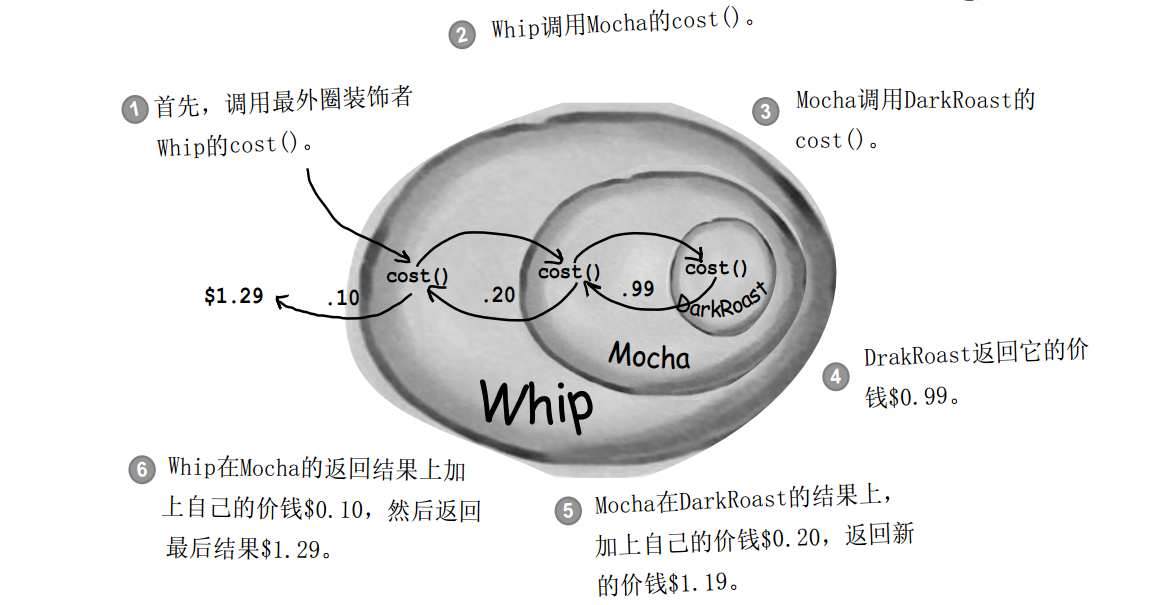 2 Whip调用Mocha的cost()。
1 首先，调用最外圈装饰者
Whip的cost()。
3 Mocha调用DarkRoast的
cost()。
cost()
cost()
cost()
$1.29
.10
.20
.99
DarkRoast
Mocha
Whip
4 DrakRoast返回它的价
钱$0.99。
6 Whip在Mocha的返回结果上加
上自己的价钱$0.10，然后返回
最后结果$1.29。
5 Mocha在DarkRoast的结果上，
加上自己的价钱$0.20，返回新
的价钱$1.19。